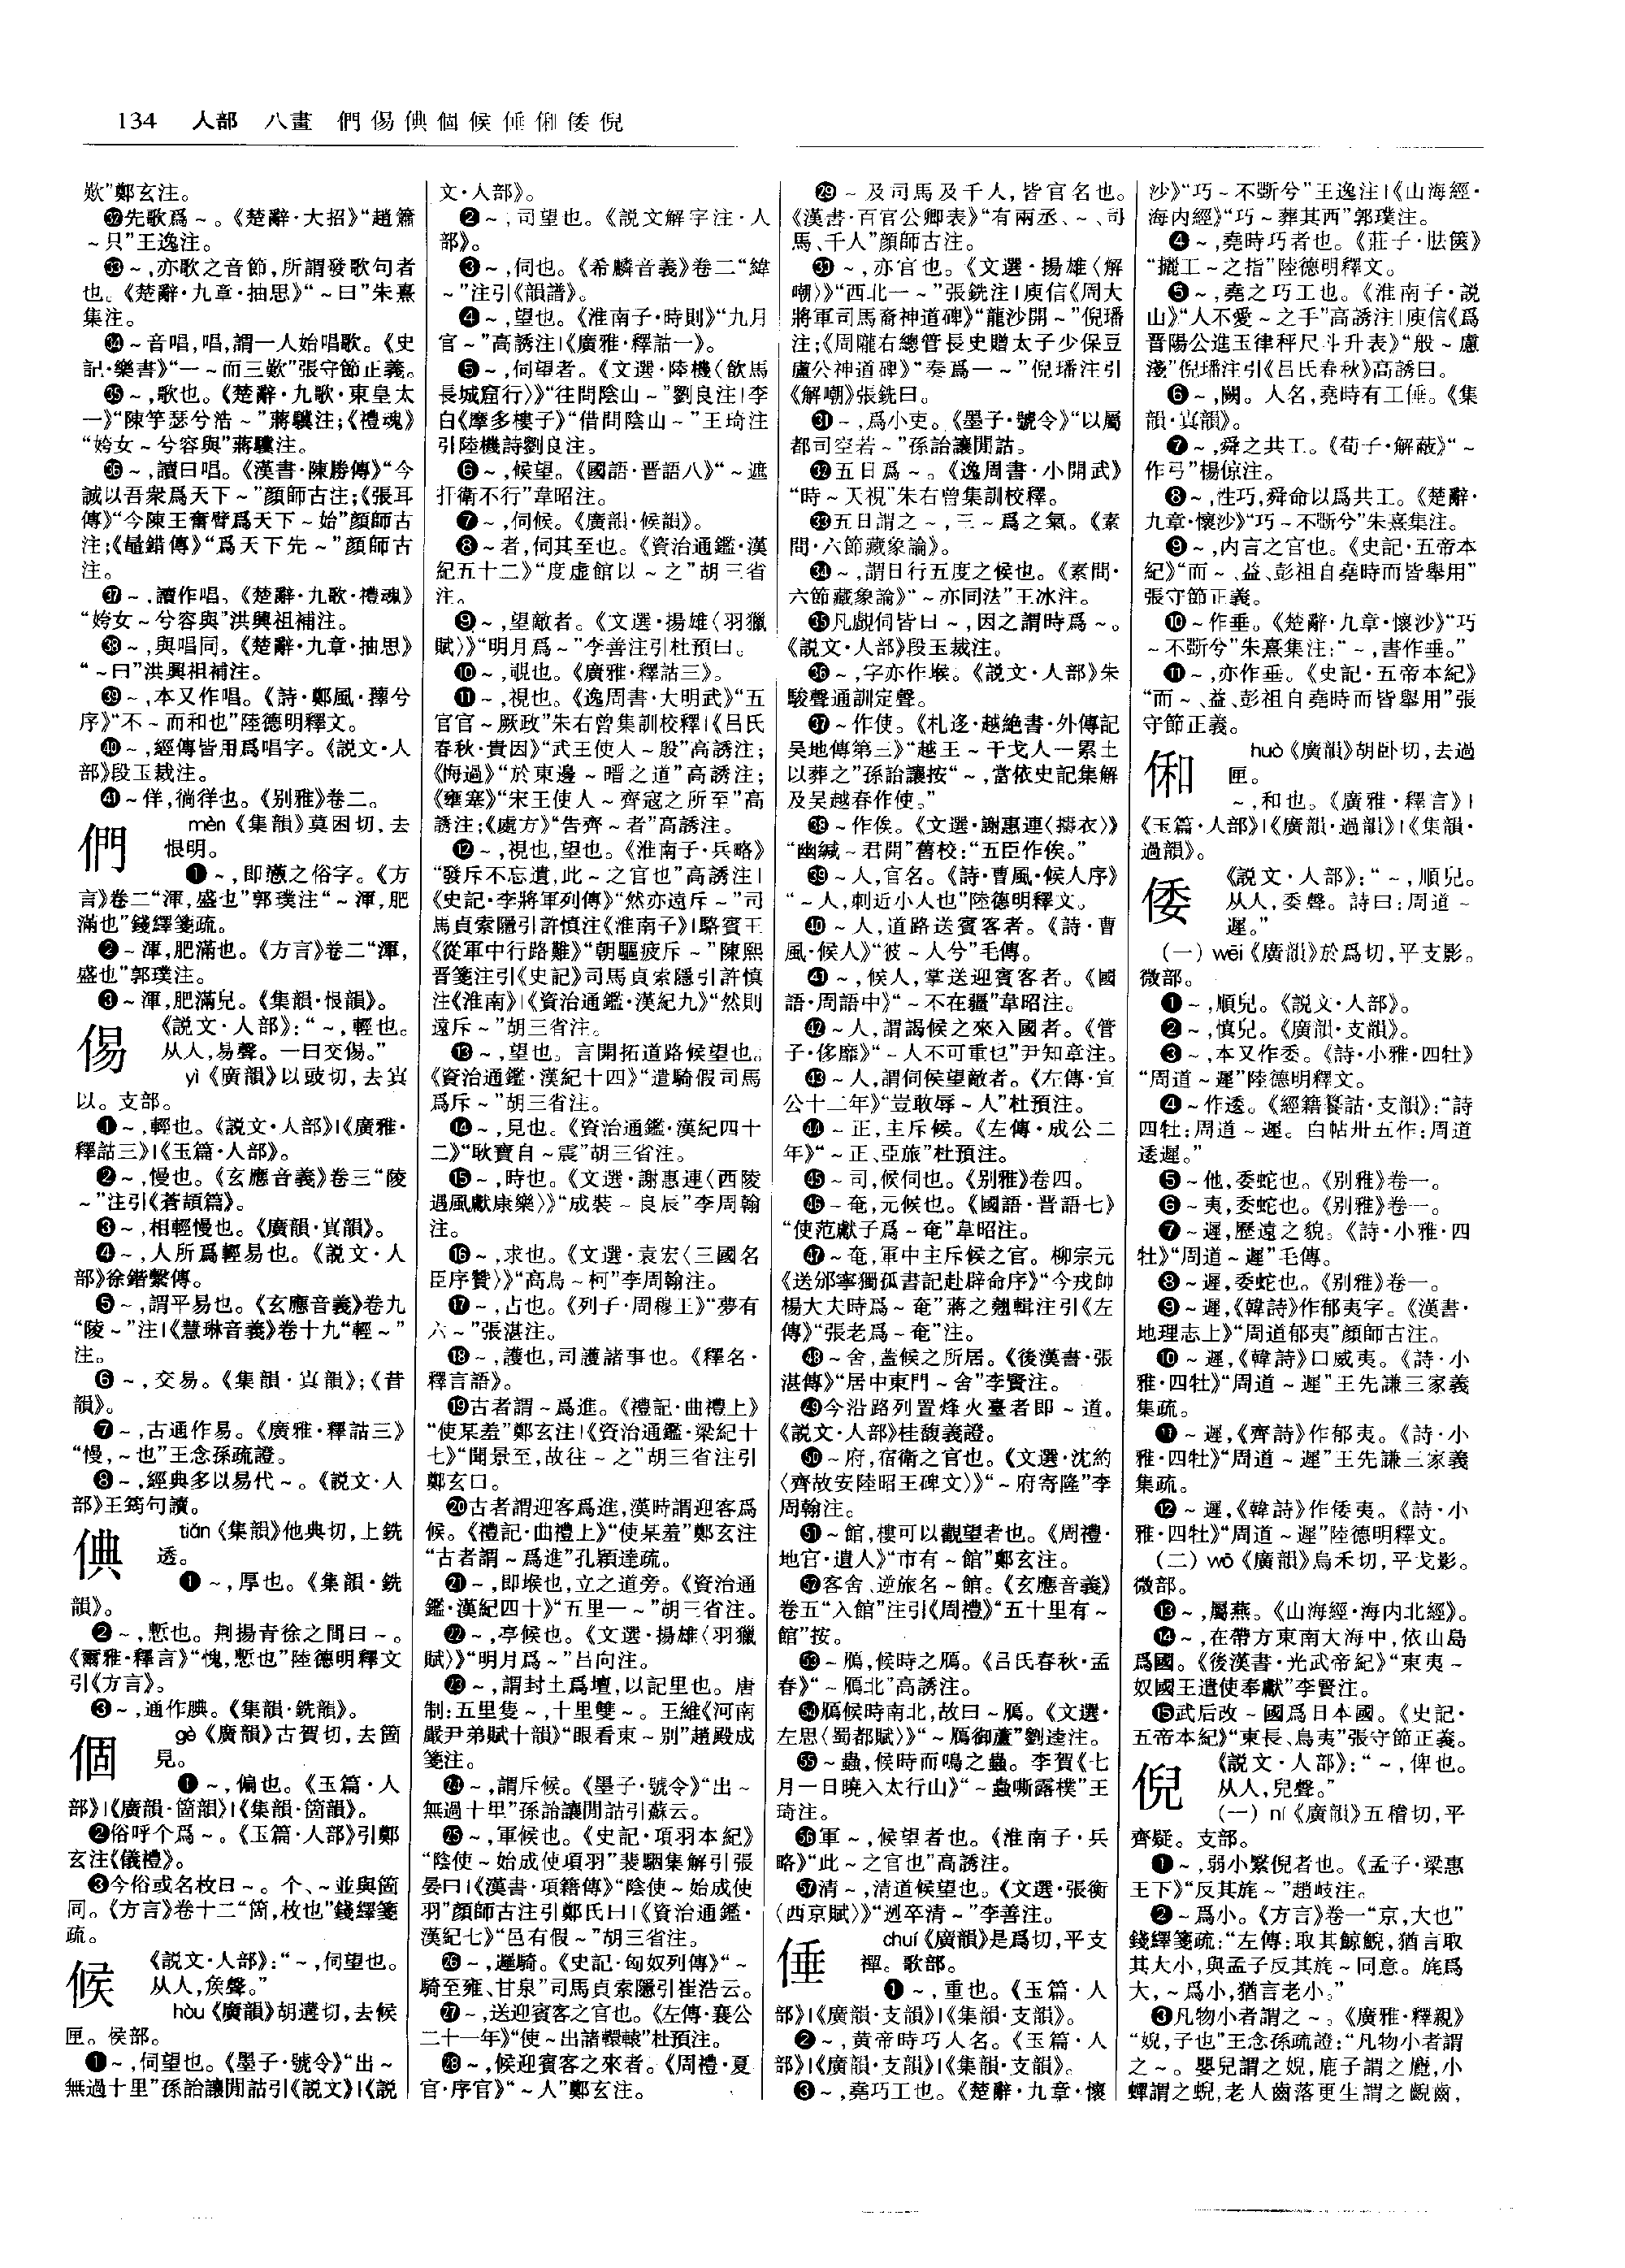 134 人部 八畫 們傷倎個候倕俰倭倪
歎”鄭玄注。
㉜先歌爲～。《楚辭·大招》“趙簫
～只”王逸注。
㉝～,亦歌之音節,所謂發歌句者
也。《楚辭·九章·抽思》“～曰”朱熹
集注。
㉞～音唱,唱,謂一人始唱歌。《史
記·樂書》“一～而三歎”張守節正義。
㉟～,歌也。《楚辭·九歌·東皇太
一》“陳竽瑟兮浩～”蔣驥注;《禮魂》
“姱女～兮容與”蔣驥注。
㊱～,讀曰唱。《漢書·陳勝傳》“今
誠以吾衆爲天下～”顔師古注;《張耳
傳》“今陳王奮臂爲天下～始”顔師古
注;《鼂錯傳》“爲天下先～”顔師古
注。
㊲～,讀作唱。《楚辭·九歌·禮魂》
“姱女～兮容與”洪興祖補注。
㊳～,與唱同。《楚辭·九章·抽思》
“～曰”洪興祖補注。
㊴～,本又作唱。《詩·鄭風·蘀兮
序》“不～而和也”陸德明釋文。
㊵～,經傳皆用爲唱字。《説文·人
部》段玉裁注。
㊶～佯,徜徉也。《别雅》卷二。
們 mèn《集韻》莫困切,去
恨明。
❶～,即懣之俗字。《方
言》卷二“渾,盛也”郭璞注“～渾,肥
滿也”錢繹箋疏。
❷～渾,肥滿也。《方言》卷二“渾,
盛也”郭璞注。
❸～渾,肥滿皃。《集韻·恨韻》。
傷 《説文·人部》:“～,輕也。
从人,易聲。一曰交傷。”
yì《廣韻》以豉切,去寘
以。支部。
❶～,輕也。《説文·人部》|《廣雅·
釋詁三》|《玉篇·人部》。
❷～,慢也。《玄應音義》卷三“陵
～”注引《蒼頡篇》。
❸～,相輕慢也。《廣韻·寘韻》。
❹～,人所爲輕易也。《説文·人
部》徐鍇繫傳。
❺～,謂平易也。《玄應音義》卷九
“陵～”注|《慧琳音義》卷十九“輕～”
注。
❻～,交易。《集韻·寘韻》;《昔
韻》。
❼～,古通作易。《廣雅·釋詁三》
“慢,～也”王念孫疏證。
❽～,經典多以易代～。《説文·人
部》王筠句讀。
倎 tiǎn《集韻》他典切,上銑
透。
❶～,厚也。《集韻·銑
韻》。
❷～,慙也。荆揚青徐之間曰～。
《爾雅·釋言》“愧,慙也”陸德明釋文
引《方言》。
❸～,通作腆。《集韻·銑韻》。
個 gè《廣韻》古賀切,去箇
見。
❶～,偏也。《玉篇·人
部》|《廣韻·箇韻》|《集韻·箇韻》。
❷俗呼个爲～。《玉篇·人部》引鄭
玄注《儀禮》。
❸今俗或名枚曰～。个、～並與箇
同。《方言》卷十二“箇,枚也”錢繹箋
疏。
候 《説文·人部》:“～,伺望也。
从人,矦聲。”
hòu《廣韻》胡遘切,去候
匣。侯部。
❶～,伺望也。《墨子·號令》“出～
無過十里”孫詒讓閒詁引《説文》|《説
文·人部》。
❷～,司望也。《説文解字注·人
部》。
❸～,伺也。《希麟音義》卷二“緯
～”注引《韻譜》。
❹～,望也。《淮南子·時則》“九月
官～”高誘注|《廣雅·釋詁一》。
❺～,伺望者。《文選·陸機〈飲馬
長城窟行〉》“往問陰山～”劉良注|李
白《摩多樓子》“借問陰山～”王琦注
引陸機詩劉良注。
❻～,候望。《國語·晋語八》“～遮
扞衛不行”韋昭注。
❼～,伺候。《廣韻·候韻》。
❽～者,伺其至也。《資治通鑑·漢
紀五十二》“度虚館以～之”胡三省
注。
❾～,望敵者。《文選·揚雄〈羽獵
賦〉》“明月爲～”李善注引杜預曰。
❿～,覗也。《廣雅·釋詁三》。
⓫～,視也。《逸周書·大明武》“五
官官～厥政”朱右曾集訓校釋|《吕氏
春秋·貴因》“武王使人～殷”高誘注;
《悔過》“於東邊～晤之道”高誘注;
《壅塞》“宋王使人～齊寇之所至”高
誘注;《處方》“告齊～者”高誘注。
⓬～,視也,望也。《淮南子·兵略》
“發斥不忘遺,此～之官也”高誘注|
《史記·李將軍列傳》“然亦遠斥～”司
馬貞索隱引許慎注《淮南子》|駱賓王
《從軍中行路難》“朝驅疲斥～”陳熙
晋箋注引《史記》司馬貞索隱引許慎
注《淮南》|《資治通鑑·漢紀九》“然則
遠斥～”胡三省注。
⓭～,望也。言開拓道路候望也。
《資治通鑑·漢紀十四》“遣騎假司馬
爲斥～”胡三省注。
⓮～,見也。《資治通鑑·漢紀四十
二》“耿寶自～震”胡三省注。
⓯～,時也。《文選·謝惠連〈西陵
遇風獻康樂〉》“成裝～良辰”李周翰
注。
⓰～,求也。《文選·袁宏〈三國名
臣序贊〉》“高鳥～柯”李周翰注。
⓱～,占也。《列子·周穆王》“夢有
六～”張湛注。
⓲～,護也,司護諸事也。《釋名·
釋言語》。
⓳古者謂～爲進。《禮記·曲禮上》
“使某羞”鄭玄注|《資治通鑑·梁紀十
七》“聞景至,故往～之”胡三省注引
鄭玄曰。
⓴古者謂迎客爲進,漢時謂迎客爲
候。《禮記·曲禮上》“使某羞”鄭玄注
“古者謂～爲進”孔穎達疏。
㉑～,即堠也,立之道旁。《資治通
鑑·漢紀四十》“五里一～”胡三省注。
㉒～,亭候也。《文選·揚雄〈羽獵
賦〉》“明月爲～”吕向注。
㉓～,謂封土爲壇,以記里也。唐
制:五里隻～,十里雙～。王維《河南
嚴尹弟賦十韻》“眼看東～别”趙殿成
箋注。
㉔～,謂斥候。《墨子·號令》“出～
無過十里”孫詒讓閒詁引蘇云。
㉕～,軍候也。《史記·項羽本紀》
“陰使～始成使項羽”裴駰集解引張
晏曰|《漢書·項籍傳》“陰使～始成使
羽”顔師古注引鄭氏曰|《資治通鑑·
漢紀七》“邑有假～”胡三省注。
㉖～,邏騎。《史記·匈奴列傳》“～
騎至雍、甘泉”司馬貞索隱引崔浩云。
㉗～,送迎賓客之官也。《左傳·襄公
二十一年》“使～出諸轘轅”杜預注。
㉘～,候迎賓客之來者。《周禮·夏
官·序官》“～人”鄭玄注。
㉙～及司馬及千人,皆官名也。
《漢書·百官公卿表》“有兩丞、～、司
馬、千人”顔師古注。
㉚～,亦官也。《文選·揚雄〈解
嘲〉》“西北一～”張銑注|庾信《周大
將軍司馬裔神道碑》“龍沙開～”倪璠
注;《周隴右總管長史贈太子少保豆
盧公神道碑》“奏爲一～”倪璠注引
《解嘲》張銑曰。
㉛～,爲小吏。《墨子·號令》“以屬
都司空若～”孫詒讓閒詁。
㉜五日爲～。《逸周書·小開武》
“時～天視”朱右曾集訓校釋。
㉝五日謂之～,三～爲之氣。《素
問·六節藏象論》。
㉞～,謂日行五度之候也。《素問·
六節藏象論》“～亦同法”王冰注。
㉟凡覰伺皆曰～,因之謂時爲～。
《説文·人部》段玉裁注。
㊱～,字亦作堠。《説文·人部》朱
駿聲通訓定聲。
㊲～作使。《札迻·越絶書·外傳記
吴地傳第三》“越王～干戈人一累土
以葬之”孫詒讓按“～,當依史記集解
及吴越春作使。”
㊳～作俟。《文選·謝惠連〈擣衣〉》
“幽緘～君開”舊校:“五臣作俟。”
㊴～人,官名。《詩·曹風·候人序》
“～人,刺近小人也”陸德明釋文。
㊵～人,道路送賓客者。《詩·曹
風·候人》“彼～人兮”毛傳。
㊶～,候人,掌送迎賓客者。《國
語·周語中》“～不在疆”韋昭注。
㊷～人,謂謁候之來入國者。《管
子·侈靡》“～人不可重也”尹知章注。
㊸～人,謂伺侯望敵者。《左傳·宣
公十二年》“豈敢辱～人”杜預注。
㊹～正,主斥候。《左傳·成公二
年》“～正、亞旅”杜預注。
㊺～司,候伺也。《别雅》卷四。
㊻～奄,元候也。《國語·晋語七》
“使范獻子爲～奄”韋昭注。
㊼～奄,軍中主斥候之官。柳宗元
《送邠寧獨孤書記赴辟命序》“今戎帥
楊大夫時爲～奄”蔣之翹輯注引《左
傳》“張老爲～奄”注。
㊽～舍,蓋候之所居。《後漢書·張
湛傳》“居中東門～舍”李賢注。
㊾今沿路列置烽火臺者即～道。
《説文·人部》桂馥義證。
㊿～府,宿衛之官也。《文選·沈約
〈齊故安陸昭王碑文〉》“～府寄隆”李
周翰注。
51～館,樓可以觀望者也。《周禮·
地官·遺人》“市有～館”鄭玄注。
52客舍、逆旅名～館。《玄應音義》
卷五“入館”注引《周禮》“五十里有～
館”按。
53～鴈,候時之鴈。《吕氏春秋·孟
春》“～鴈北”高誘注。
54鴈候時南北,故曰～鴈。《文選·
左思〈蜀都賦〉》“～鴈御蘆”劉逵注。
55～蟲,候時而鳴之蟲。李賀《七
月一日曉入太行山》“～蟲嘶露樸”王
琦注。
56軍～,候望者也。《淮南子·兵
略》“此～之官也”高誘注。
57清～,清道候望也。《文選·張衡
〈西京賦〉》“迾卒清～”李善注。
倕 chuí《廣韻》是爲切,平支
禪。歌部。
❶～,重也。《玉篇·人
部》|《廣韻·支韻》|《集韻·支韻》。
❷～,黄帝時巧人名。《玉篇·人
部》|《廣韻·支韻》|《集韻·支韻》。
❸～,堯巧工也。《楚辭·九章·懷
沙》“巧～不斲兮”王逸注|《山海經·
海内經》“巧～葬其西”郭璞注。
❹～,堯時巧者也。《莊子·胠篋》
“攦工～之指”陸德明釋文。
❺～,堯之巧工也。《淮南子·説
山》“人不愛～之手”高誘注|庾信《爲
晋陽公進玉律秤尺斗升表》“般～慮
淺”倪璠注引《吕氏春秋》高誘曰。
❻～,闕。人名,堯時有工倕。《集
韻·寘韻》。
❼～,舜之共工。《荀子·解蔽》“～
作弓”楊倞注。
❽～,性巧,舜命以爲共工。《楚辭·
九章·懷沙》“巧～不斲兮”朱熹集注。
❾～,内言之官也。《史記·五帝本
紀》“而～、益、彭祖自堯時而皆舉用”
張守節正義。
❿～作垂。《楚辭·九章·懷沙》“巧
～不斲兮”朱熹集注:“～,書作垂。”
⓫～,亦作垂。《史記·五帝本紀》
“而～、益、彭祖自堯時而皆舉用”張
守節正義。
俰 huò《廣韻》胡卧切,去過
匣。
～,和也。《廣雅·釋言》|
《玉篇·人部》|《廣韻·過韻》|《集韻·
過韻》。
倭 《説文·人部》:“～,順皃。
从人,委聲。詩曰:周道～
遲。”
(一)wēi《廣韻》於爲切,平支影。
微部。
❶～,順皃。《説文·人部》。
❷～,慎皃。《廣韻·支韻》。
❸～,本又作委。《詩·小雅·四牡》
“周道～遲”陸德明釋文。
❹～作逶。《經籍籑詁·支韻》:“詩
四牡:周道～遲。白帖卅五作:周道
逶遲。”
❺～他,委蛇也。《别雅》卷一。
❻～夷,委蛇也。《别雅》卷一。
❼～遲,歷遠之貌。《詩·小雅·四
牡》“周道～遲”毛傳。
❽～遲,委蛇也。《别雅》卷一。
❾～遲,《韓詩》作郁夷字。《漢書·
地理志上》“周道郁夷”顔師古注。
❿～遲,《韓詩》曰威夷。《詩·小
雅·四牡》“周道～遲”王先謙三家義
集疏。
⓫～遲,《齊詩》作郁夷。《詩·小
雅·四牡》“周道～遲”王先謙三家義
集疏。
⓬～遲,《韓詩》作倭夷。《詩·小
雅·四牡》“周道～遲”陸德明釋文。
(二)wō《廣韻》烏禾切,平戈影。
微部。
⓭～,屬燕。《山海經·海内北經》。
⓮～,在帶方東南大海中,依山島
爲國。《後漢書·光武帝紀》“東夷～
奴國王遣使奉獻”李賢注。
⓯武后改～國爲日本國。《史記·
五帝本紀》“東長、鳥夷”張守節正義。
倪 《説文·人部》:“～,俾也。
从人,兒聲。”
(一)ní《廣韻》五稽切,平
齊疑。支部。
❶～,弱小繄倪者也。《孟子·梁惠
王下》“反其旄～”趙岐注。
❷～爲小。《方言》卷一“京,大也”
錢繹箋疏:“左傳:取其鯨鯢,猶言取
其大小,與孟子反其旄～同意。旄爲
大,～爲小,猶言老小。”
❸凡物小者謂之～。《廣雅·釋親》
“婗,子也”王念孫疏證:“凡物小者謂
之～。嬰兒謂之婗,鹿子謂之麑,小
蟬謂之蜺,老人齒落更生謂之齯齒,